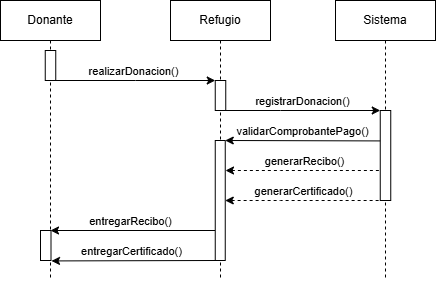 Donante
Refugio
Sistema
realizarDonacion()
registrarDonacion()
validarComprobantePago()
generarRecibo()
generarCertificado()
entregarRecibo()
entregarCertificado()